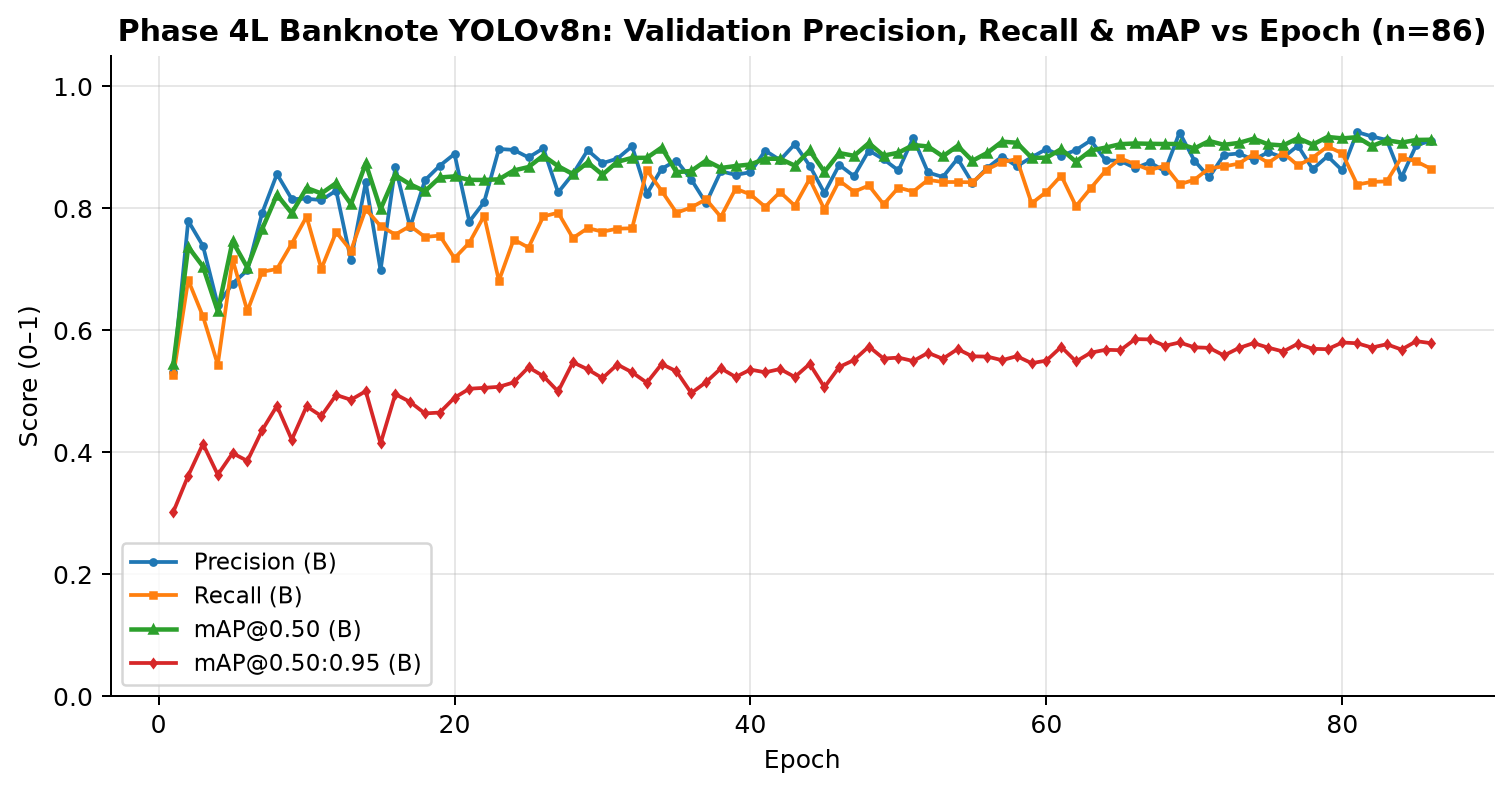 Phase 4L Banknote YOLOv8n: Validation Precision, Recall & mAP vs Epoch (n=86)
Score (0–1)
1.0
0.8
0.6
0.4
0.2
0.0
Precision (B)
Recall (B)
mAP@0.50 (B)
mAP@0.50:0.95 (B)
0 20 40 60 80
Epoch